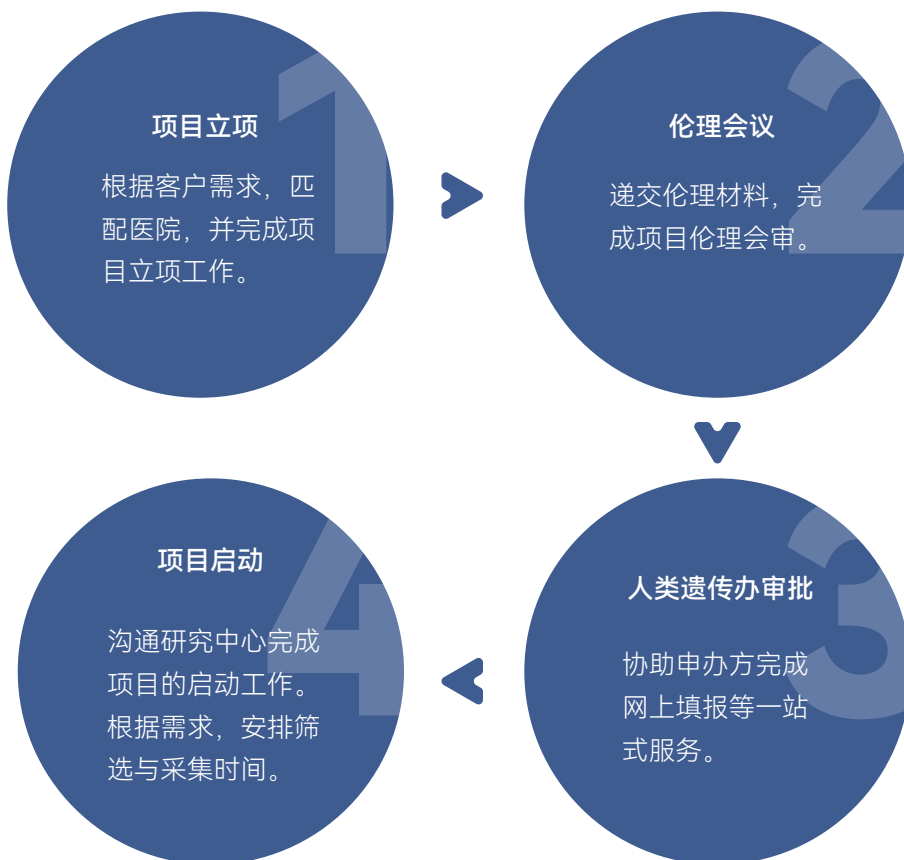 1
项目立项
根据客户需求，匹
配医院，并完成项
目立项工作。
2
伦理会议
递交伦理材料，完
成项目伦理会审。
3
人类遗传办审批
协助申办方完成
网上填报等一站
式服务。
4
项目启动
沟通研究中心完成
项目的启动工作。
根据需求，安排筛
选与采集时间。